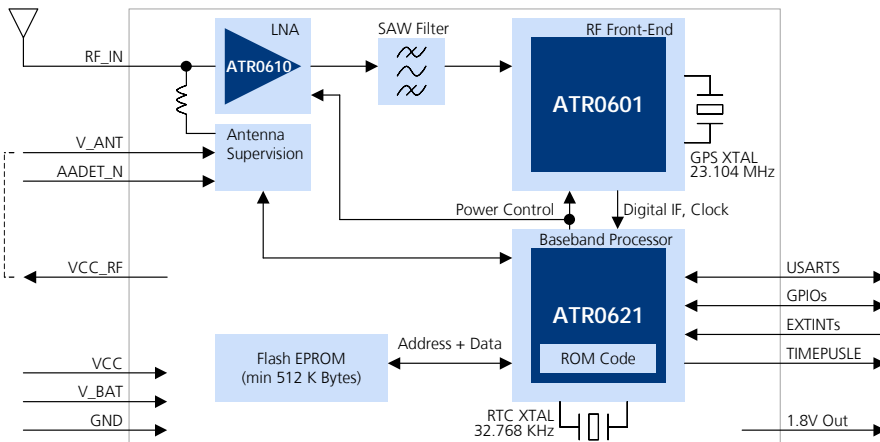 LNA
SAW Filter
RF Front-End
RF_IN
ATR0610
ATR0601
V_ANT
Antenna
Supervision
AADET_N
GPS XTAL
23.104 MHz
Power Control
Digital IF, Clock
Baseband Processor
VCC_RF
USARTS
GPIOs
ATR0621
EXTINTs
Address + Data
Flash EPROM
(min 512 K Bytes)
ROM Code
TIMEPUSLE
VCC
V_BAT
RTC XTAL
32.768 KHz
GND
1.8V Out